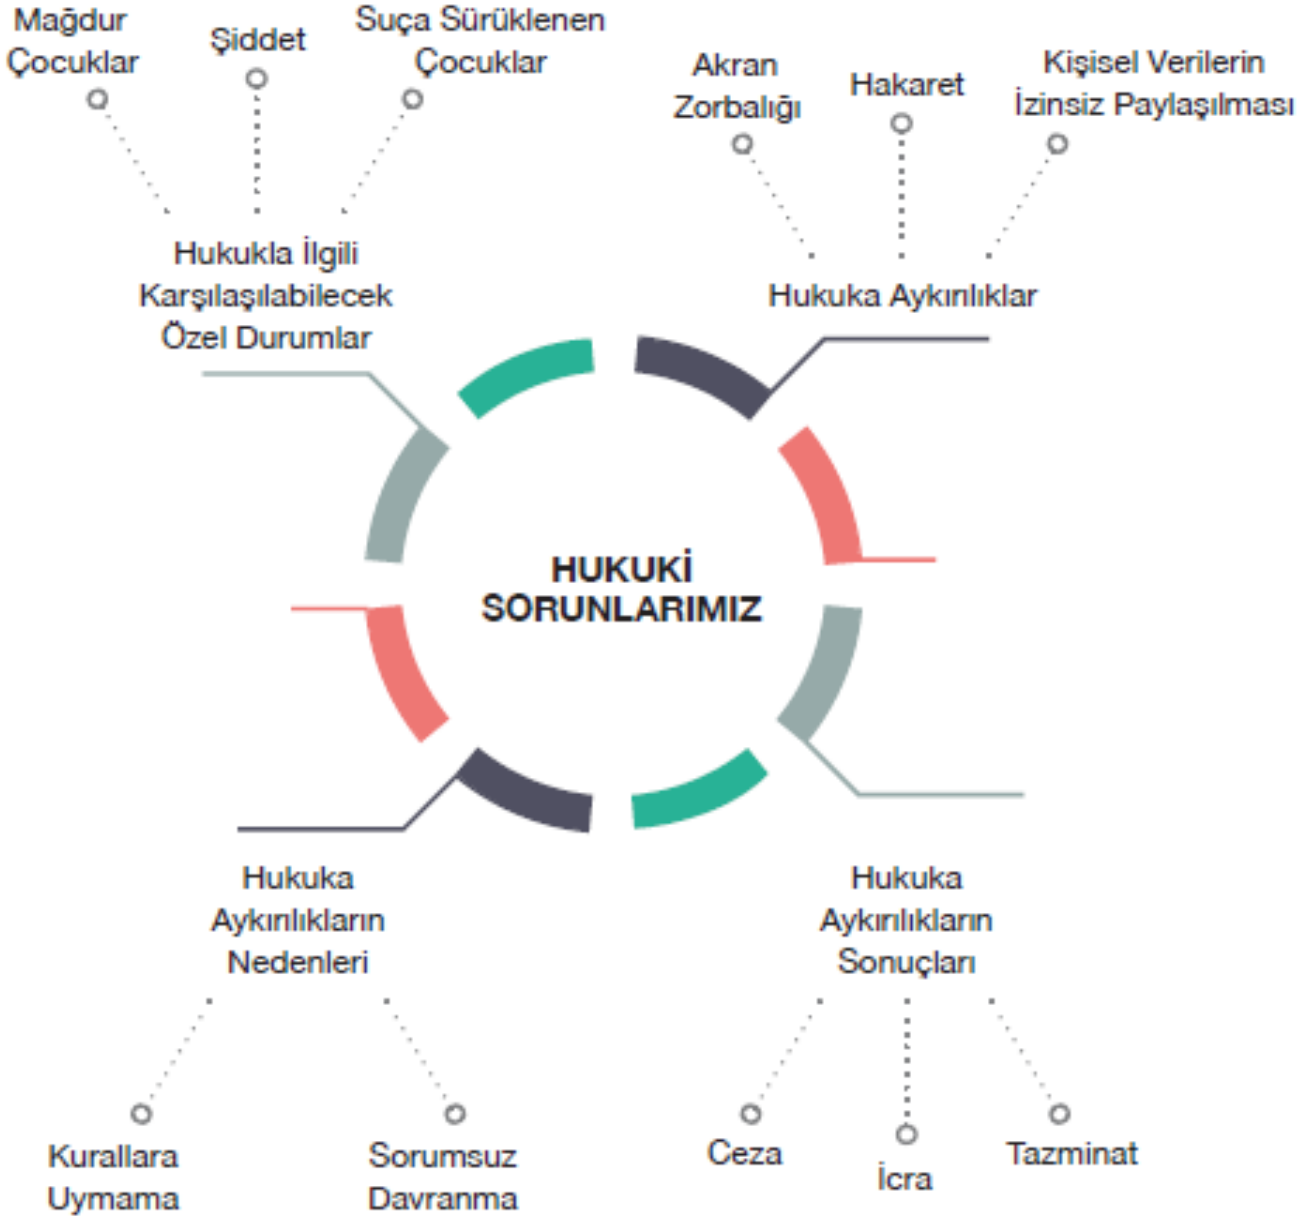 Mağdur
Çocuklar
Şiddet
Suça Sürüklenen
Çocuklar
Hukukla İlgili
Karşılaşılabilecek
Özel Durumlar
Akran
Zorbalığı
Hakaret
Kişisel Verilerin
İzinsiz Paylaşılması
Hukuka Aykırılıklar
HUKUKİ
SORUNLARIMIZ
Hukuka
Aykırılıkların
Nedenleri
Kurallara
Uymama
Sorumsuz
Davranma
Hukuka
Aykırılıkların
Sonuçları
Ceza
İcra
Tazminat